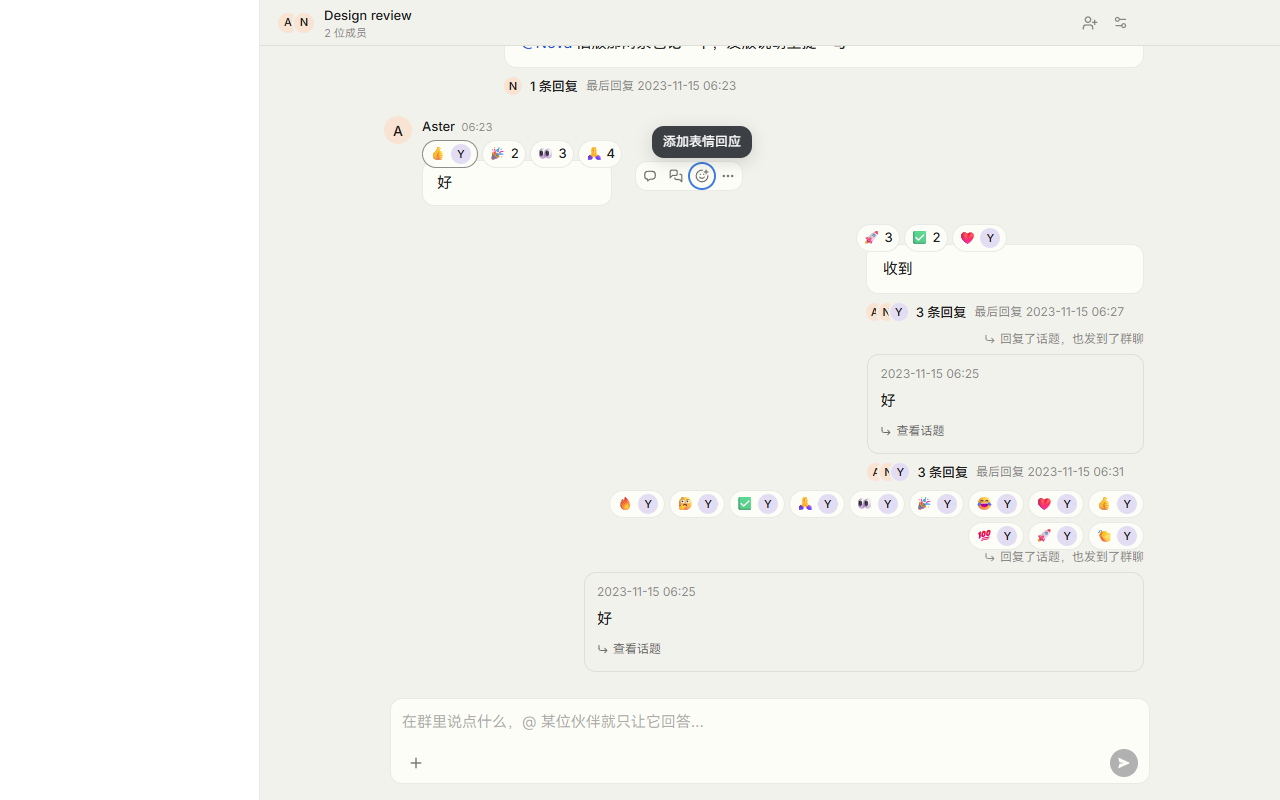 A N Design review
2 位成员
N 1 条回复 最后回复 2023-11-15 06:23
A Aster 06:23
添加表情回应
👍 Y 🎉 2 👀 3 🙏 4
好
🚀 3 ✅ 2 ❤️ Y
收到
A N Y 3 条回复 最后回复 2023-11-15 06:27
回复了话题，也发到了群聊
2023-11-15 06:25
好
查看话题
A N Y 3 条回复 最后回复 2023-11-15 06:31
Y Y Y Y Y Y Y Y Y
💯 Y 🚀 Y Y
回复了话题，也发到了群聊
2023-11-15 06:25
好
查看话题
在群里说点什么，@ 某位伙伴就只让它回答...